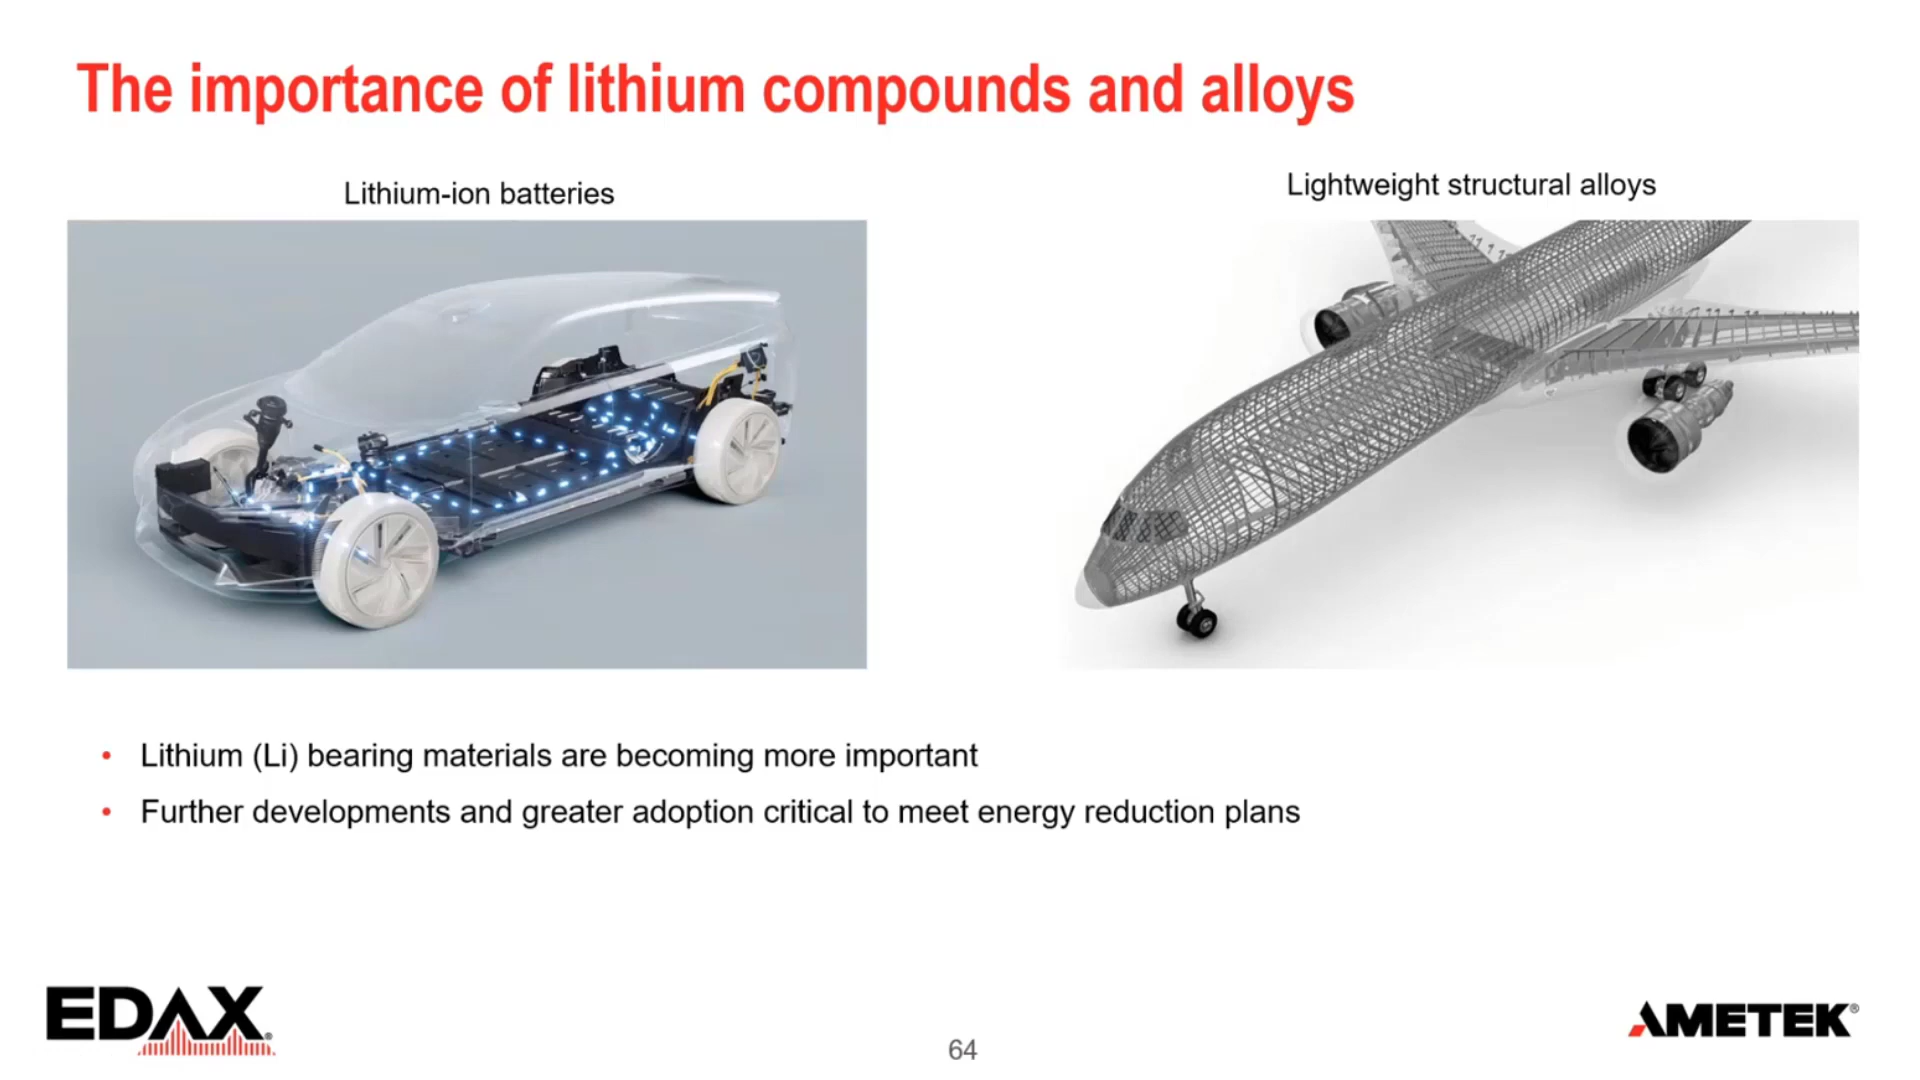 The importance of lithium compounds and alloys
Lithium-ion batteries
Lightweight structural alloys
• Lithium (Li) bearing materials are becoming more important
• Further developments and greater adoption critical to meet energy reduction plans
EDAX®
64
AMETEK®